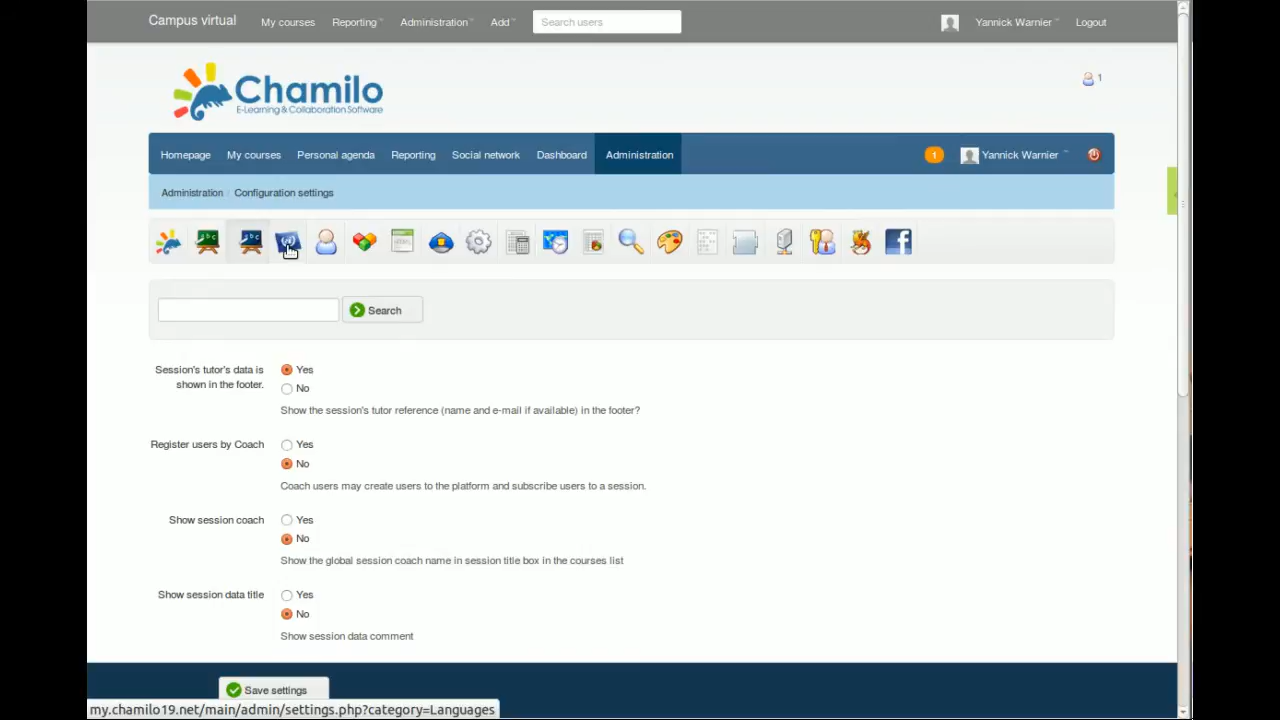 Campus virtual My courses Reporting Administration Add Search users Yannick Warnier Logout
Chamilo
E-Learning & Collaboration Software
1
Homepage My courses Personal agenda Reporting Social network Dashboard Administration 1 Yannick Warnier
Administration / Configuration settings
Search
Session's tutor's data is shown in the footer.
Yes
No
Show the session's tutor reference (name and e-mail if available) in the footer?
Register users by Coach
Yes
No
Coach users may create users to the platform and subscribe users to a session.
Show session coach
Yes
No
Show the global session coach name in session title box in the courses list
Show session data title
Yes
No
Show session data comment
Save settings
my.chamilo19.net/main/admin/settings.php?category=Languages